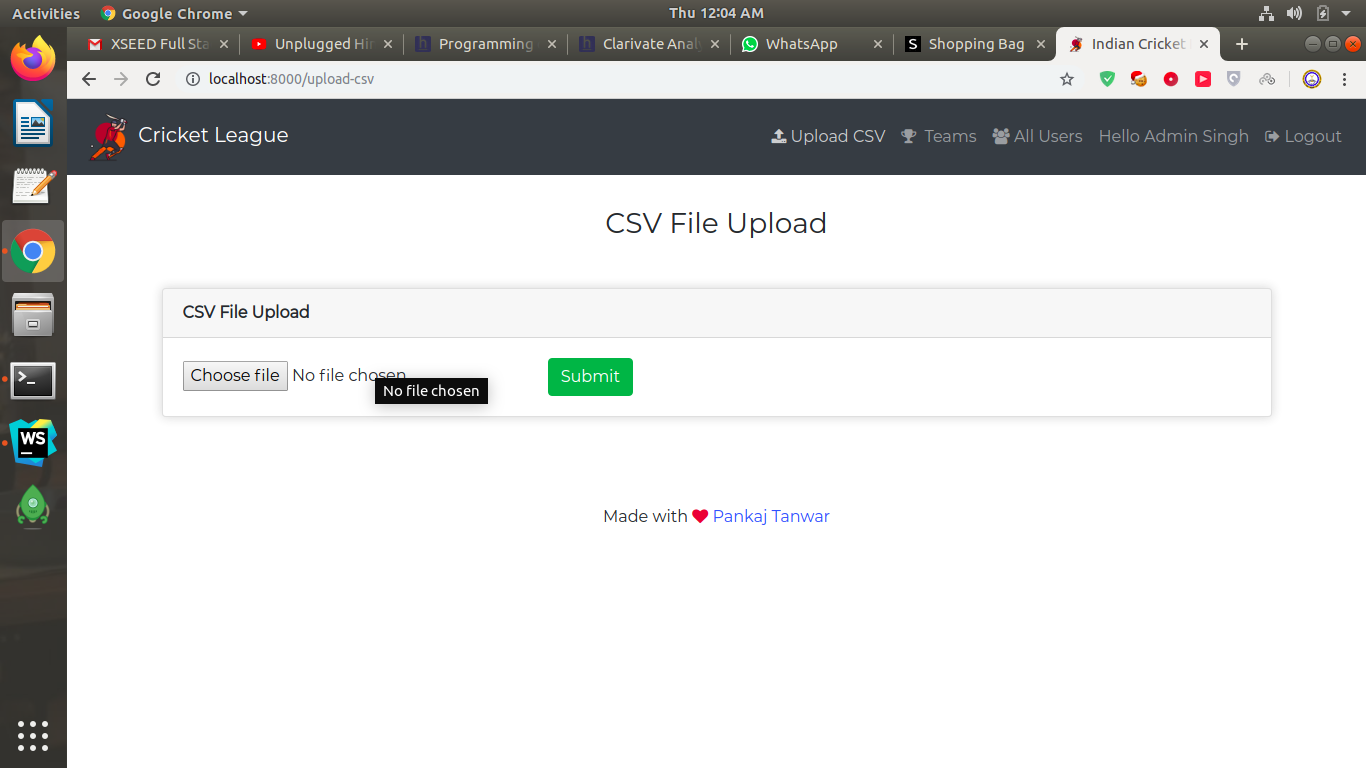 Activities Google Chrome Thu 12:04 AM
XSEED Full Sta Unplugged Hin Programming Clarivate Anal WhatsApp S Shopping Bag Indian Cricket
localhost:8000/upload-csv
Cricket League Upload CSV Teams All Users Hello Admin Singh Logout
CSV File Upload
CSV File Upload
Choose file No file chosen Submit
No file chosen
WS
Made with Pankaj Tanwar